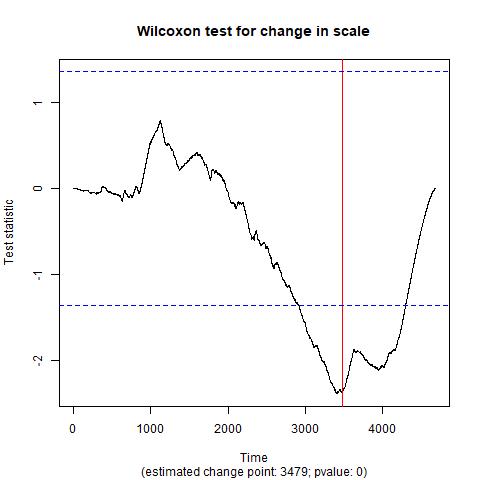 Wilcoxon test for change in scale
Test statistic
1
0
-1
-2
0
1000
2000
3000
4000
Time
(estimated change point: 3479; pvalue: 0)